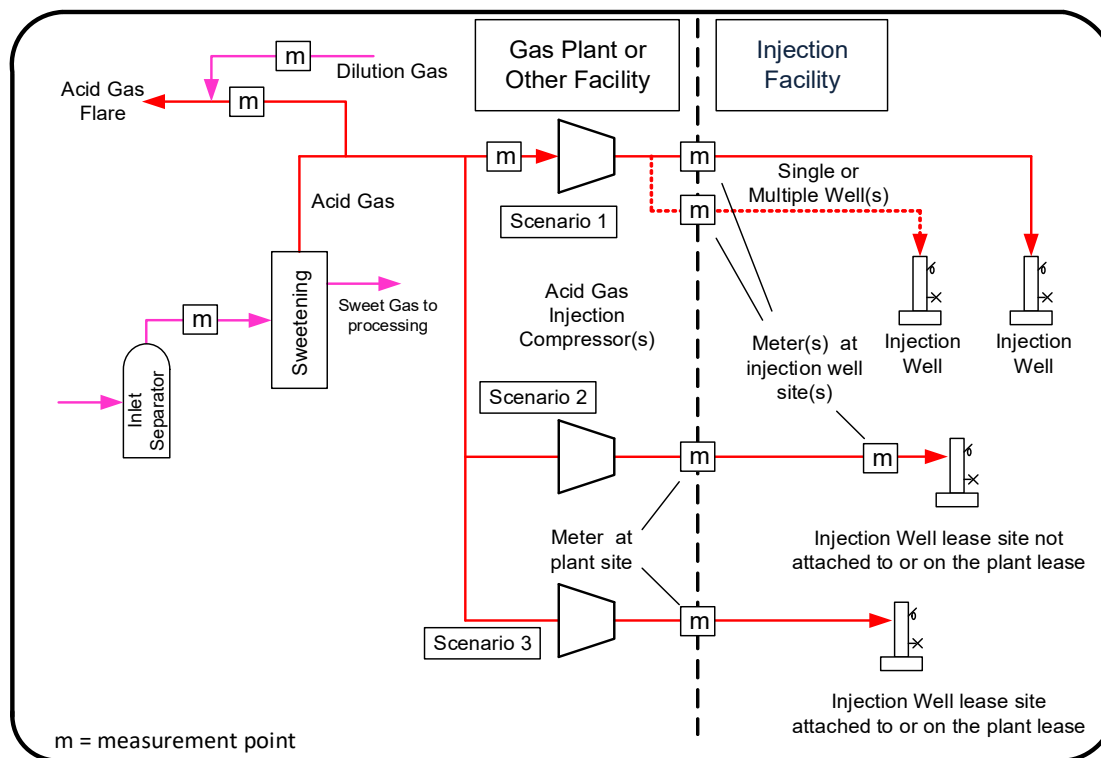 Gas Plant or
Other Facility
Injection
Facility
m
Dilution Gas
Acid Gas
Flare
m
m
m
Single or
Multiple Well(s)
Acid Gas
Scenario 1
m
Sweetening
Sweet Gas to
processing
m
Inlet
Separator
Acid Gas
Injection
Compressor(s)
Injection
Well
Injection
Well
Meter(s) at
injection well
site(s)
Scenario 2
m
m
Injection Well lease site not
attached to or on the plant lease
Meter at
plant site
Scenario 3
m
Injection Well lease site
attached to or on the plant lease
m = measurement point